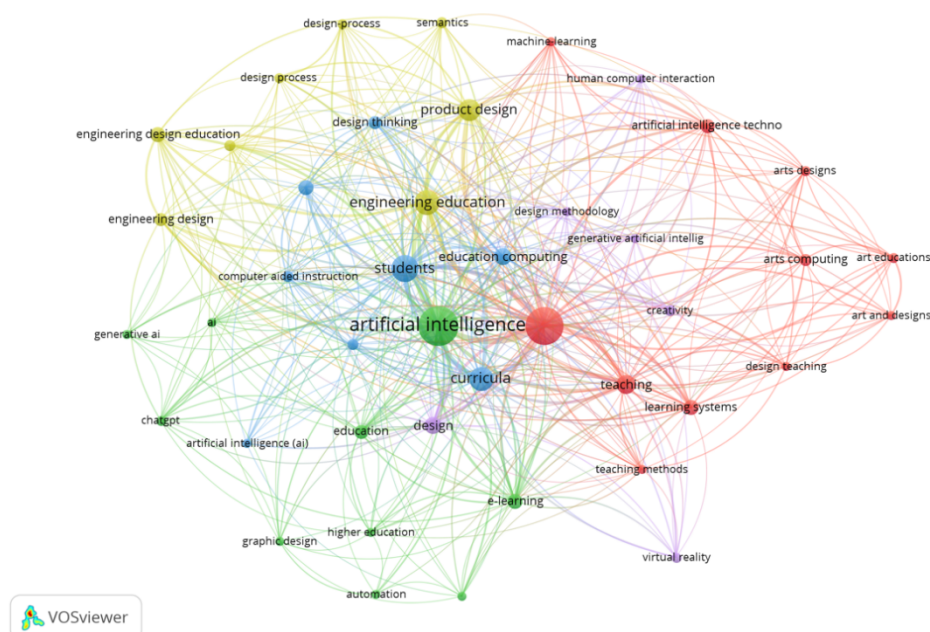 design-process
semantics
machine-learning
design process
human computer interaction
product design
design thinking
artificial intelligence techno
engineering design education
arts designs
engineering education
design methodology
engineering design
generative artificial intellig
education computing
arts computing
art educations
students
computer aided instruction
creativity
art and designs
ai
artificial intelligence
generative ai
design teaching
curricula
teaching
learning systems
chatgpt
design
education
artificial intelligence (ai)
teaching methods
e-learning
higher education
graphic design
virtual reality
automation
VOSviewer